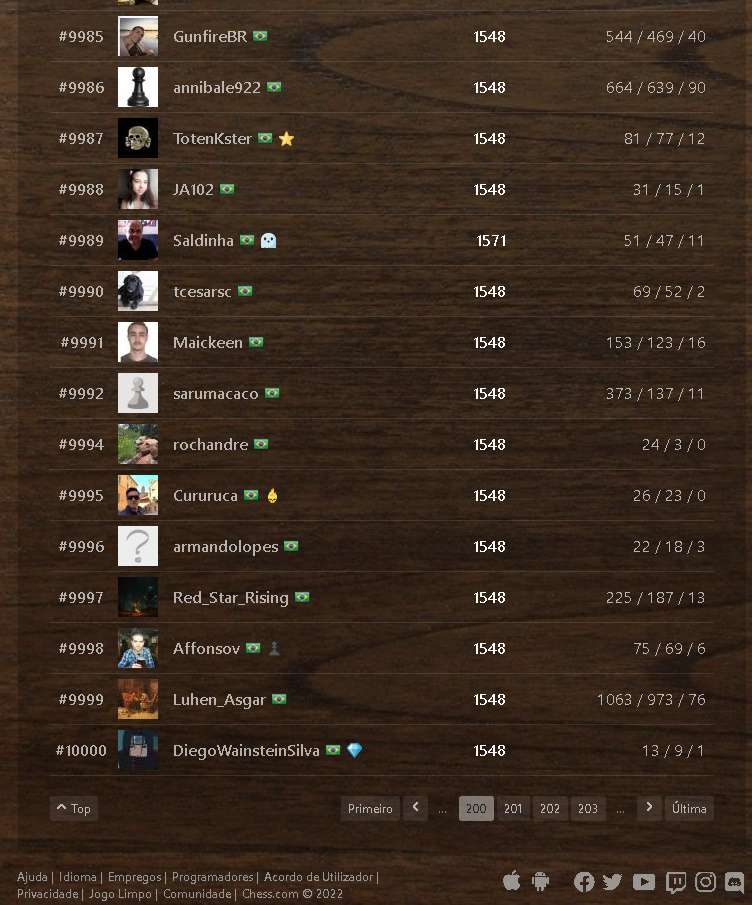 #9985 GunfireBR 1548 544 / 469 / 40
#9986 annibale922 1548 664 / 639 / 90
#9987 TotenKster 1548 81 / 77 / 12
#9988 JA102 1548 31 / 15 / 1
#9989 Saldinha 1571 51 / 47 / 11
#9990 tcesarsc 1548 69 / 52 / 2
#9991 Maickeen 1548 153 / 123 / 16
#9992 sarumacaco 1548 373 / 137 / 11
#9994 rochandre 1548 24 / 3 / 0
#9995 Cururuca 1548 26 / 23 / 0
#9996 armandolopes 1548 22 / 18 / 3
#9997 Red_Star_Rising 1548 225 / 187 / 13
#9998 Affonsov 1548 75 / 69 / 6
#9999 Luhen_Asgar 1548 1063 / 973 / 76
#10000 DiegoWainsteinSilva 1548 13 / 9 / 1
Top Primeiro ... 200 201 202 203 ... Última
Ajuda | Idioma | Empregos | Programadores | Acordo de Utilizador |
Privacidade | Jogo Limpo | Comunidade | Chess.com © 2022